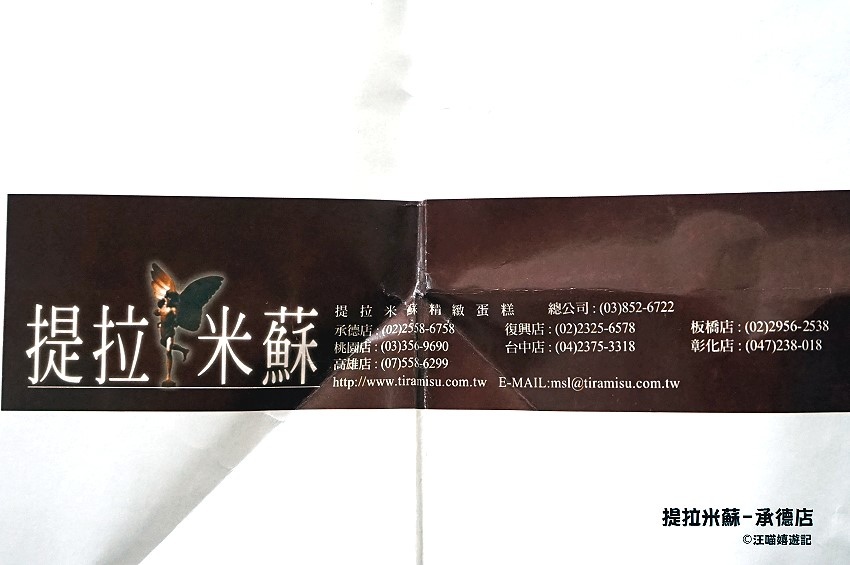 提拉米蘇
提拉米蘇精緻蛋糕 總公司 : (03)852-6722
承德店 : (02)2558-6758 復興店 : (02)2325-6578 板橋店 : (02)2956-2538
桃園店 : (03)356-9690 台中店 : (04)2375-3318 彰化店 : (047)238-018
高雄店 : (07)558-6299
http://www.tiramisu.com.tw E-MAIL:msl@tiramisu.com.tw
提拉米蘇-承德店
©汪喵嬉遊記